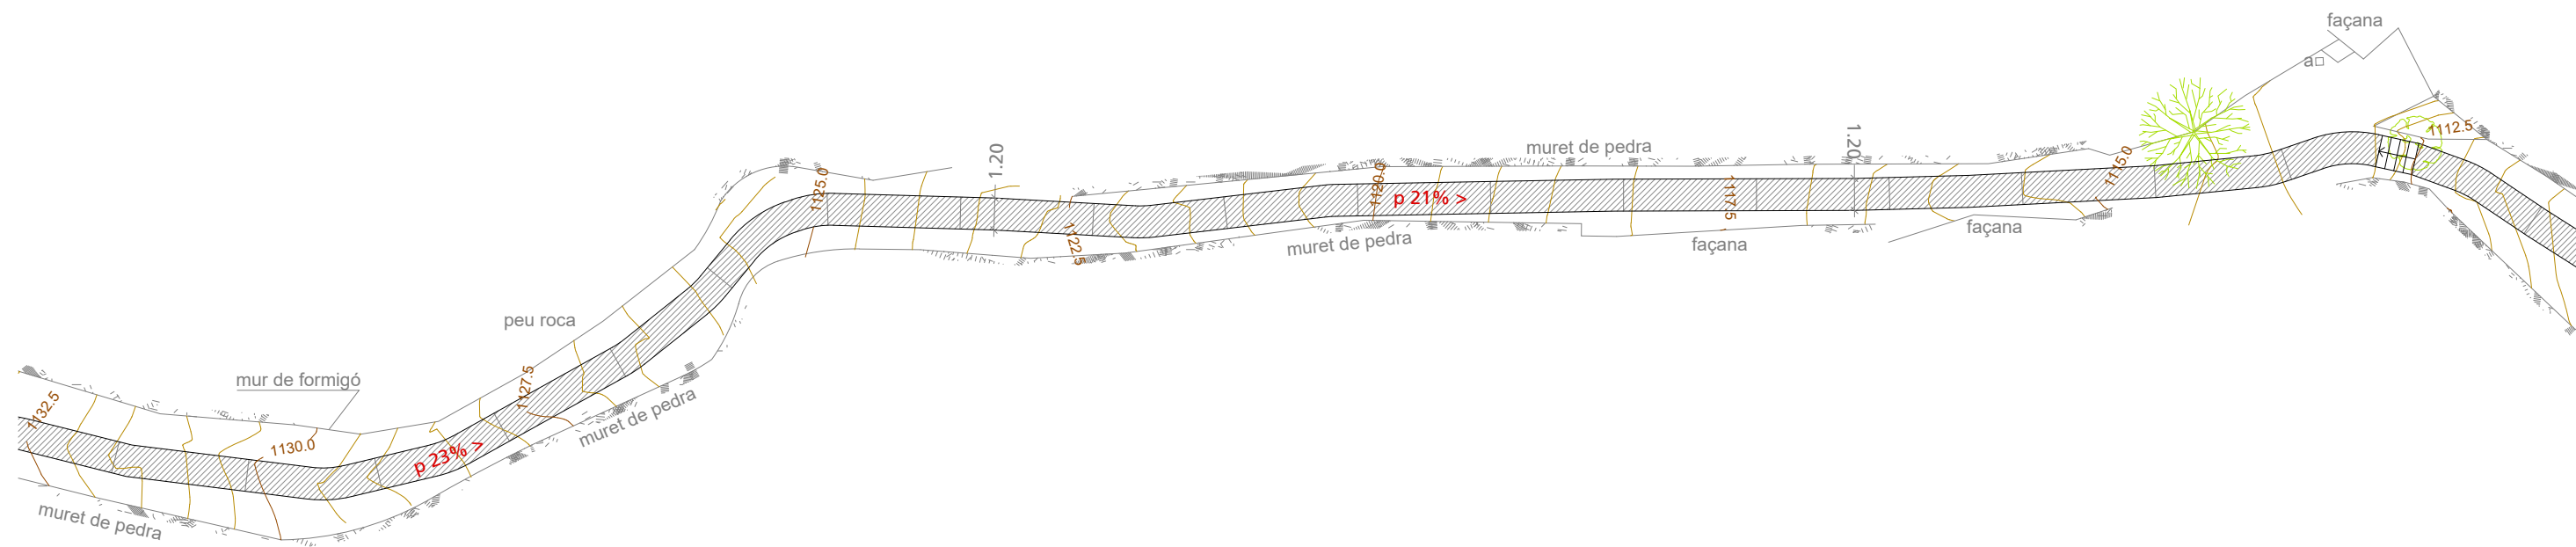 façana
a
1112.5
1.20
1.20
muret de pedra
1115.0
1125.0
1120.0
p 21% >
1117.5
façana
1122.5
muret de pedra
façana
peu roca
mur de formigó
1127.5
1132.5
muret de pedra
1130.0
p 23% >
muret de pedra